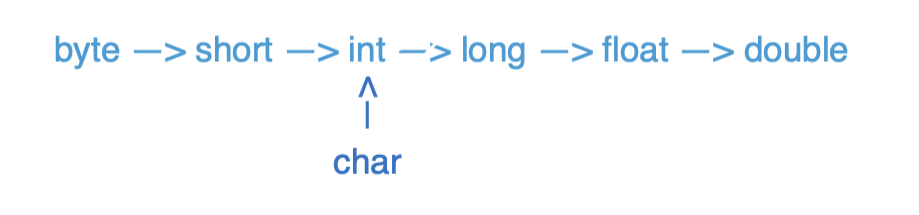 byte —> short —> int —> long —> float —> double
^
|
char